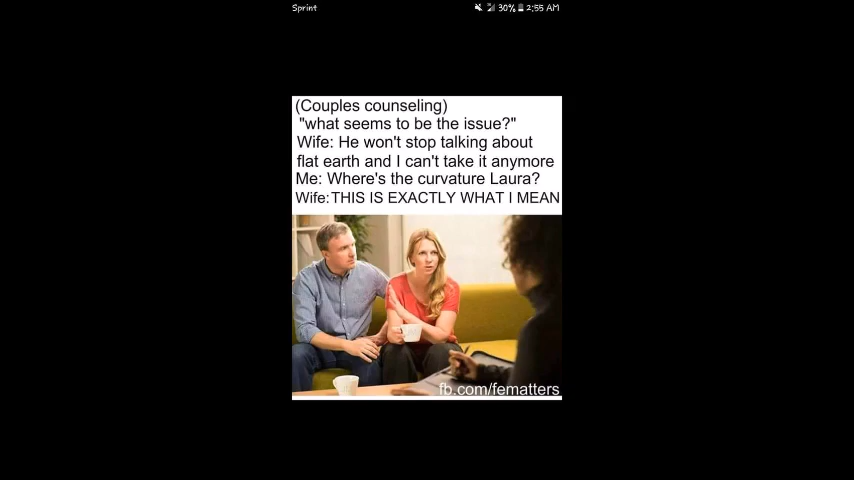 Sprint 30% 2:55 AM
(Couples counseling)
"what seems to be the issue?"
Wife: He won't stop talking about
flat earth and I can't take it anymore
Me: Where's the curvature Laura?
Wife: THIS IS EXACTLY WHAT I MEAN
fb.com/fematters